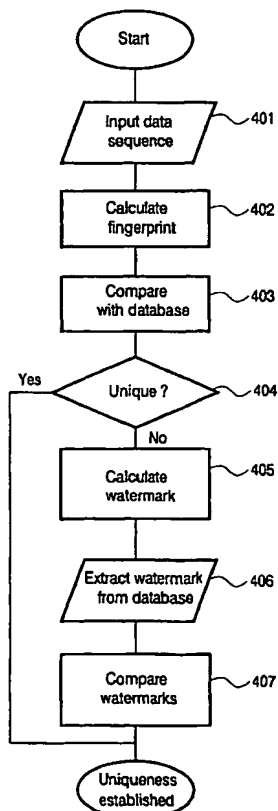 Start
Input data
sequence
401
Calculate
fingerprint
402
Compare
with database
403
Yes
Unique ?
404
No
Calculate
watermark
405
Extract watermark
from database
406
Compare
watermarks
407
Uniqueness
established